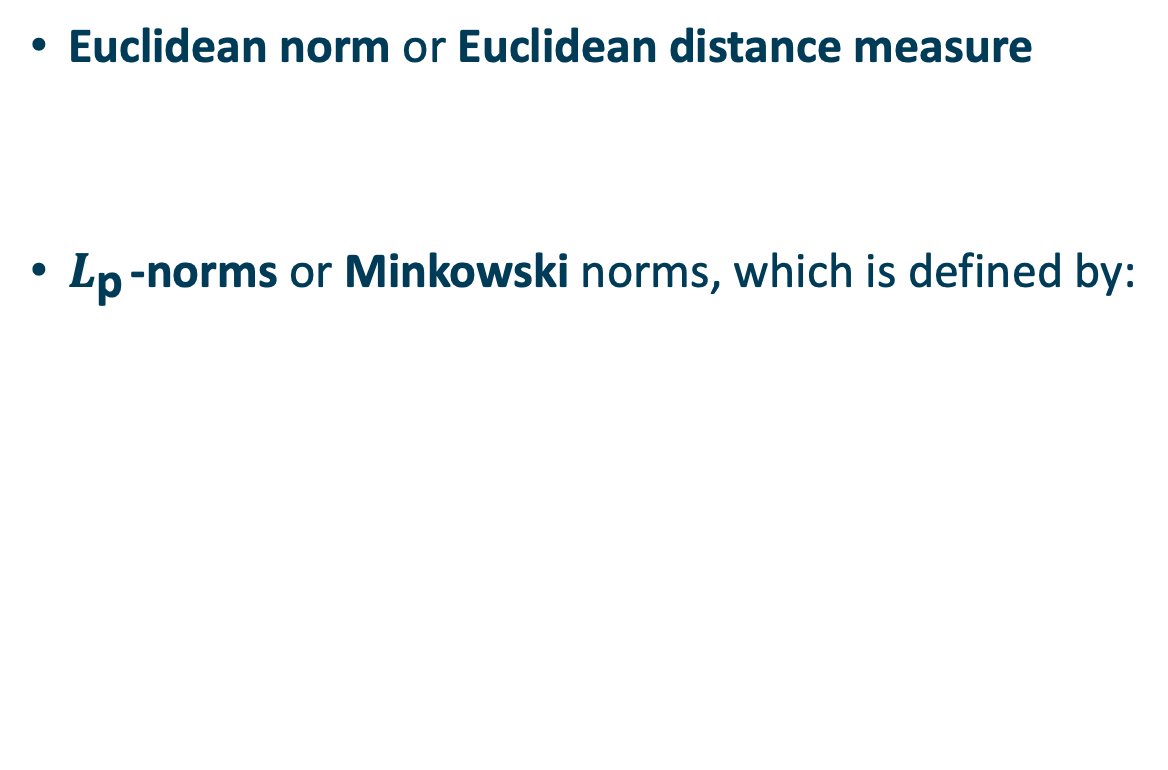 • Euclidean norm or Euclidean distance measure
• Lp -norms or Minkowski norms, which is defined by: